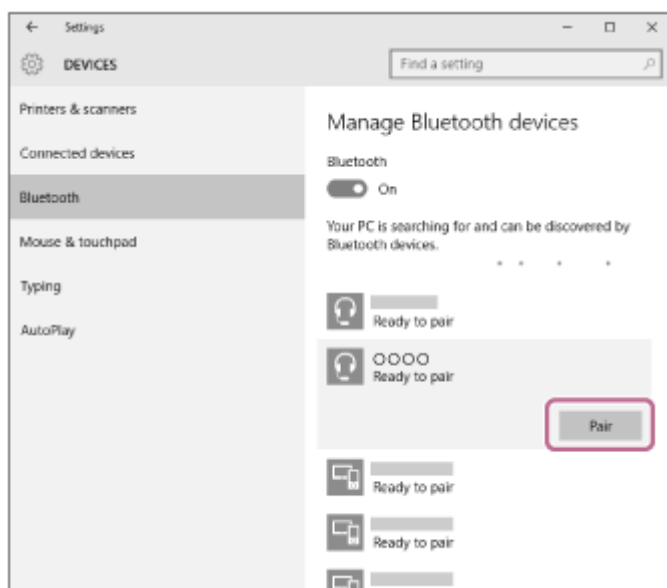 Settings
DEVICES
Find a setting
Printers & scanners
Connected devices
Bluetooth
Mouse & touchpad
Typing
AutoPlay
Manage Bluetooth devices
Bluetooth
On
Your PC is searching for and can be discovered by
Bluetooth devices.
Ready to pair
OOOO
Ready to pair
Pair
Ready to pair
Ready to pair